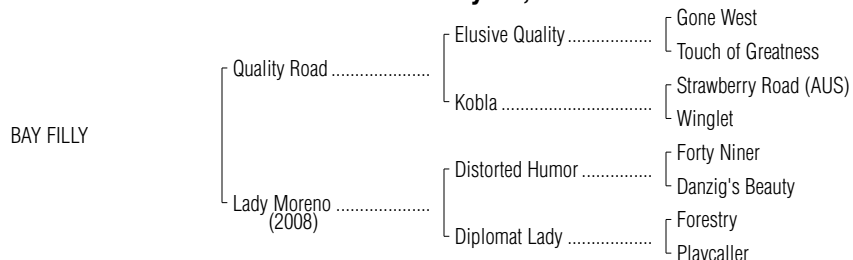 Gone West
Elusive Quality ....................
Touch of Greatness
Quality Road .....................
Strawberry Road (AUS)
Kobla .....................................
Winglet
BAY FILLY
Forty Niner
Distorted Humor .................
Danzig's Beauty
Lady Moreno ....................
(2008)
Forestry
Diplomat Lady ....................
Playcaller